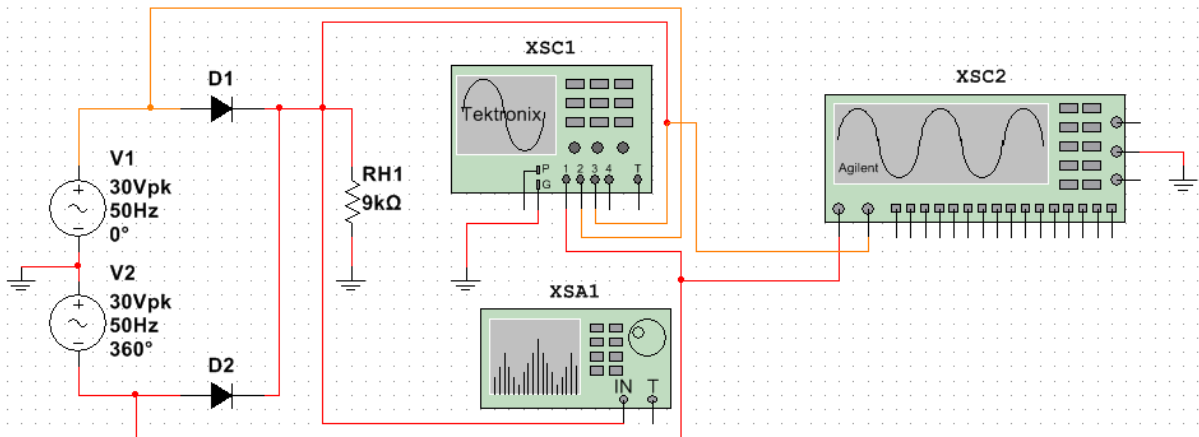 XSC1
XSC2
D1
Tektronix
P
G
1 2 3 4 T
Agilent
V1
30Vpk
50Hz
0°
RH1
9kΩ
V2
30Vpk
50Hz
360°
XSA1
IN T
D2
+
−
+
−